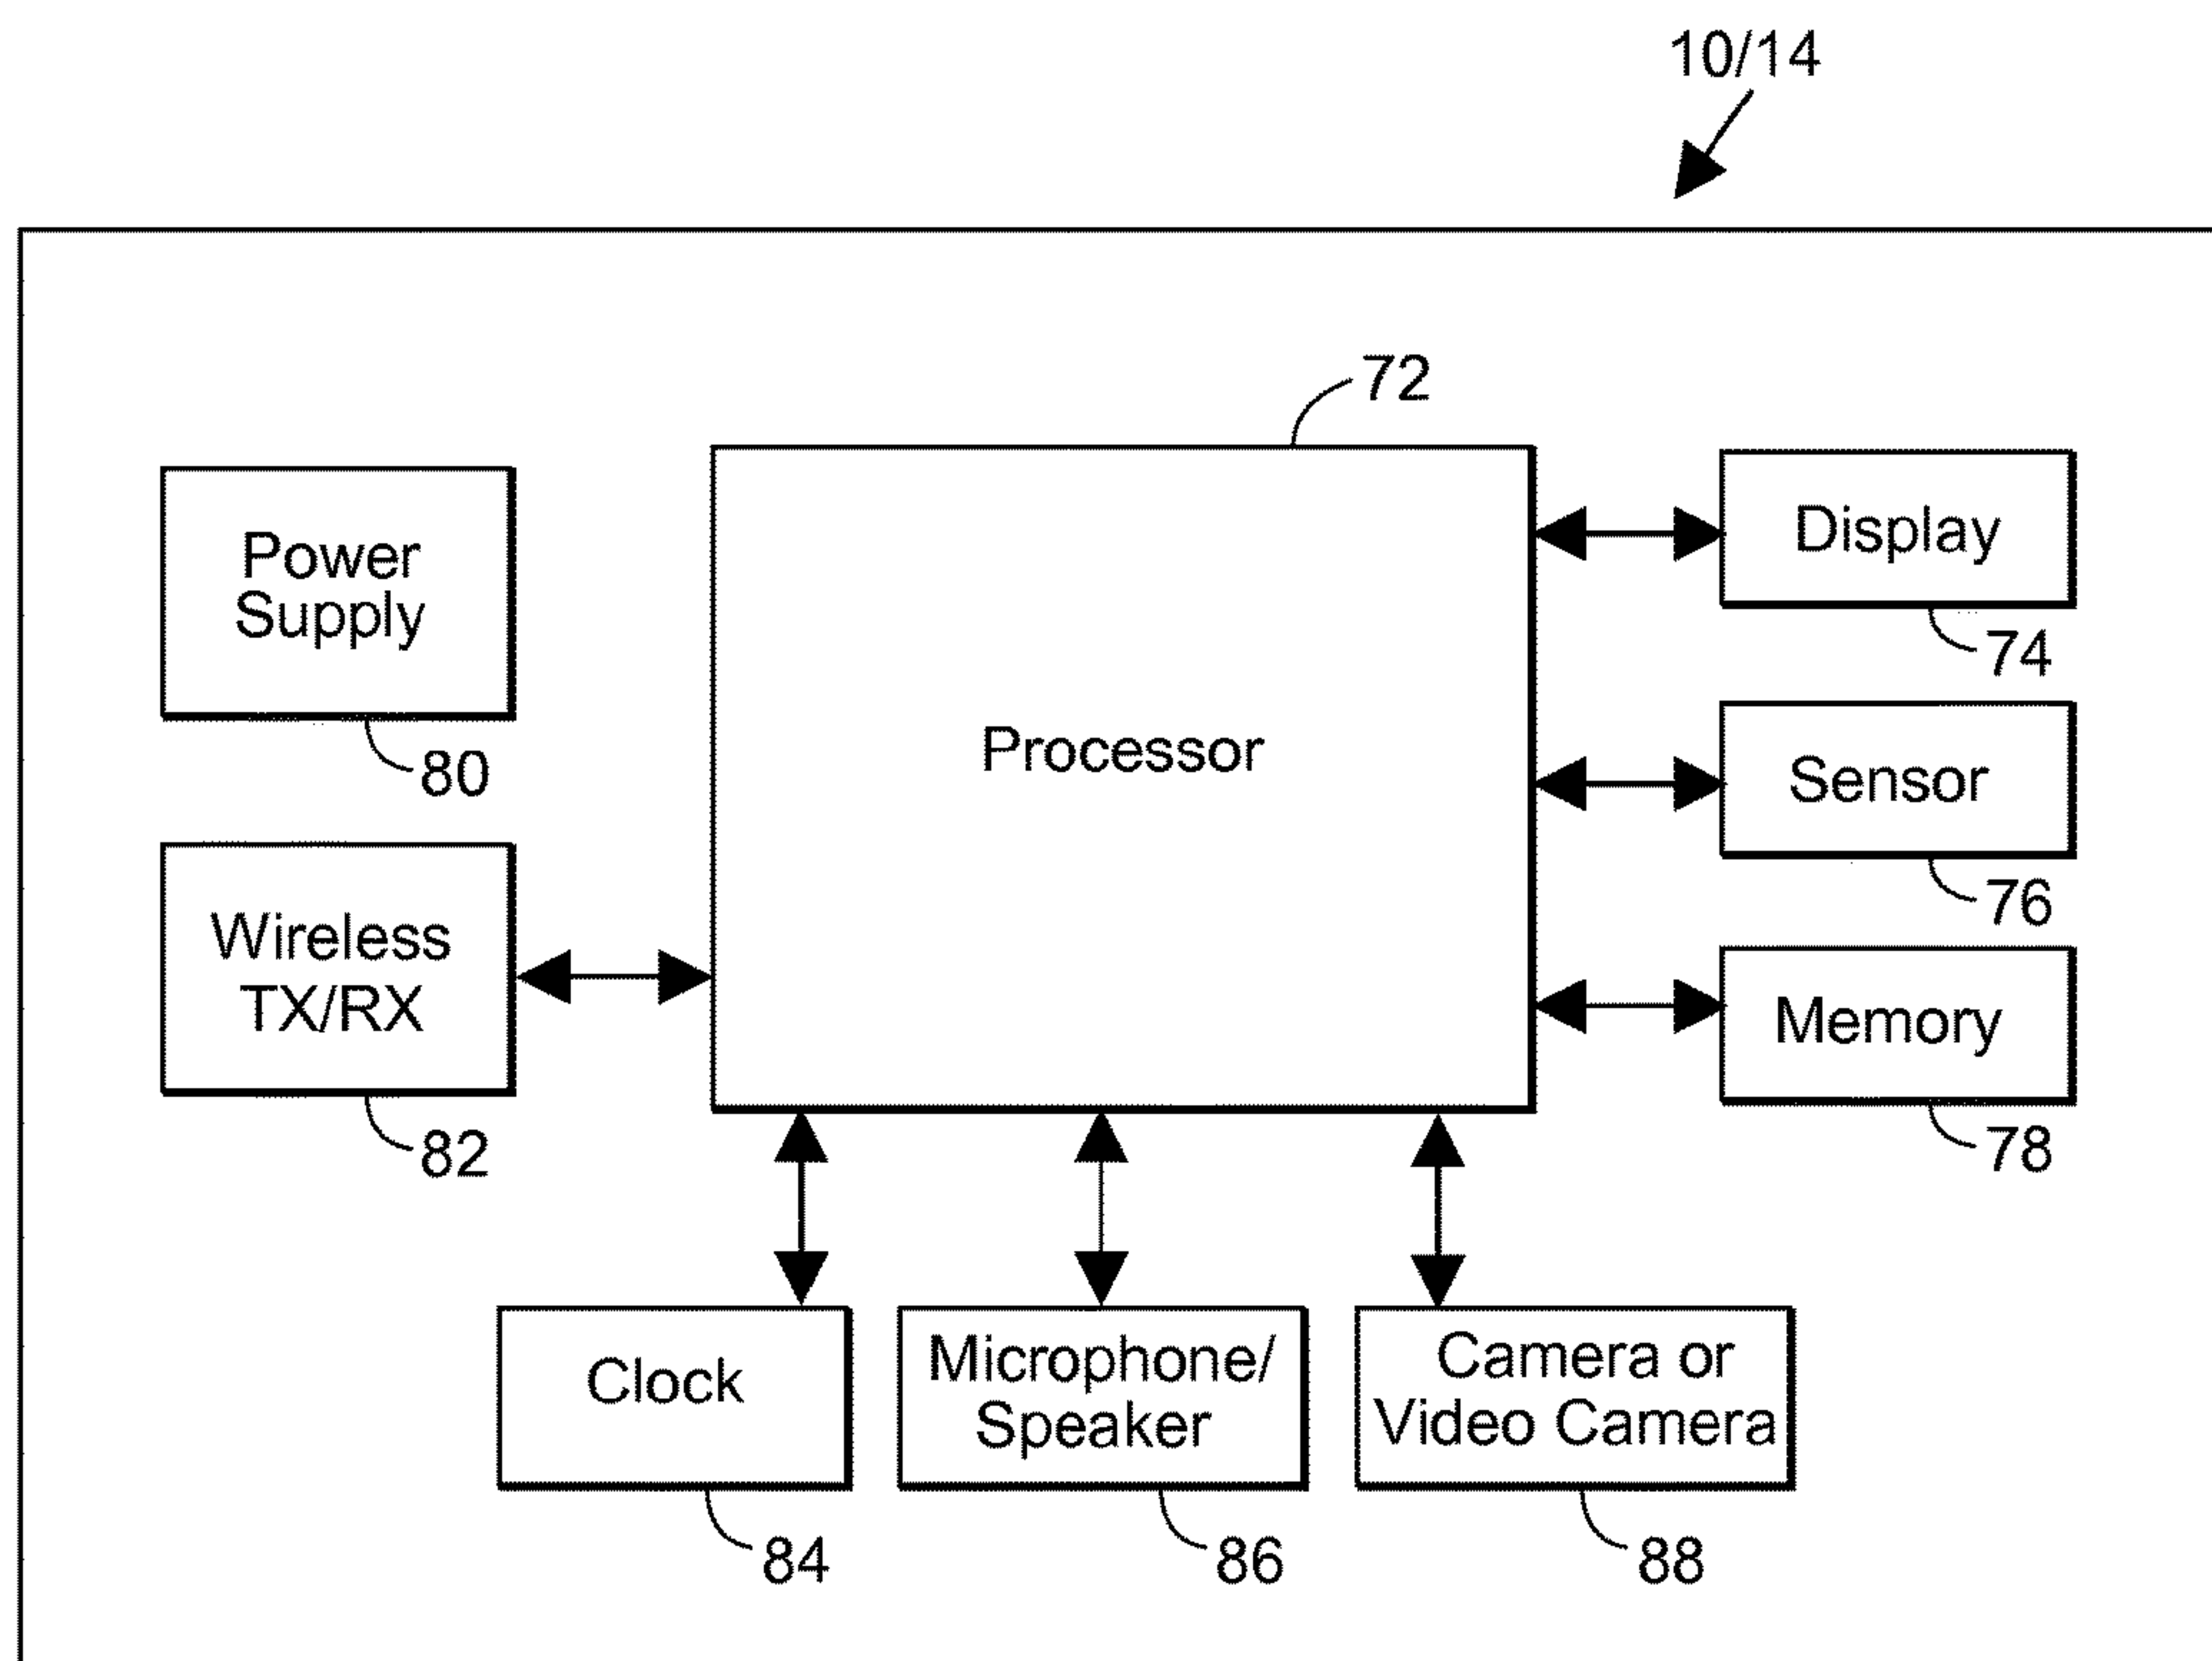 10/14
72
Power
Supply
80
Processor
Display
74
Sensor
76
Wireless
TX/RX
82
Memory
78
Clock
84
Microphone/
Speaker
86
Camera or
Video Camera
88